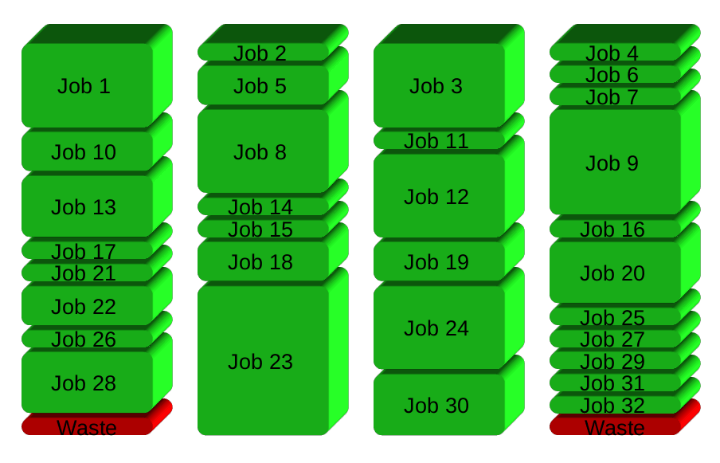 Job 1
Job 10
Job 13
Job 17
Job 21
Job 22
Job 26
Job 28
Waste
Job 2
Job 5
Job 8
Job 14
Job 15
Job 18
Job 23
Job 3
Job 11
Job 12
Job 19
Job 24
Job 30
Job 4
Job 6
Job 7
Job 9
Job 16
Job 20
Job 25
Job 27
Job 29
Job 31
Job 32
Waste